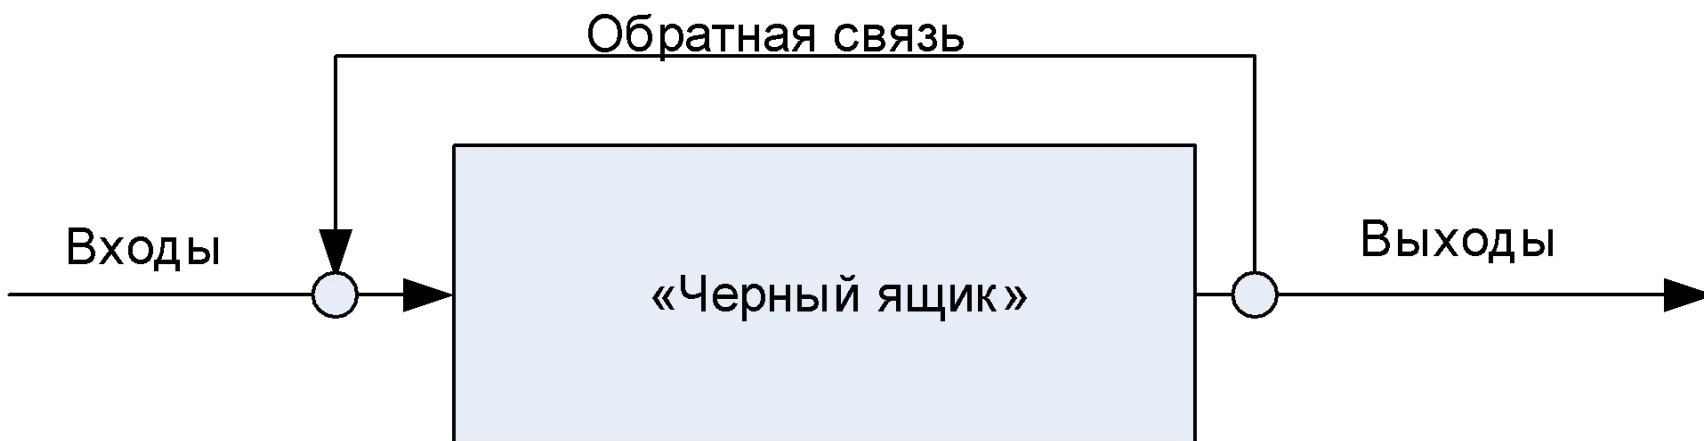 Обратная связь
Входы
«Черный ящик»
Выходы